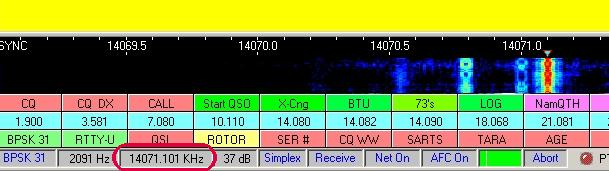 SYNC 14069.5 14070.0 14070.5 14071.0
CQ CQ DX CALL Start QSO X-Cng BTU 73's LOG NamQTH
1.900 3.581 7.080 10.110 14.080 14.082 14.090 18.068 21.081
BPSK 31 RTTY-U QSL ROTOR SER # CQ WW SARTS TARA AGE
BPSK 31 2091 Hz 14071.101 KHz 37 dB Simplex Receive Net On AFC On Abort PT